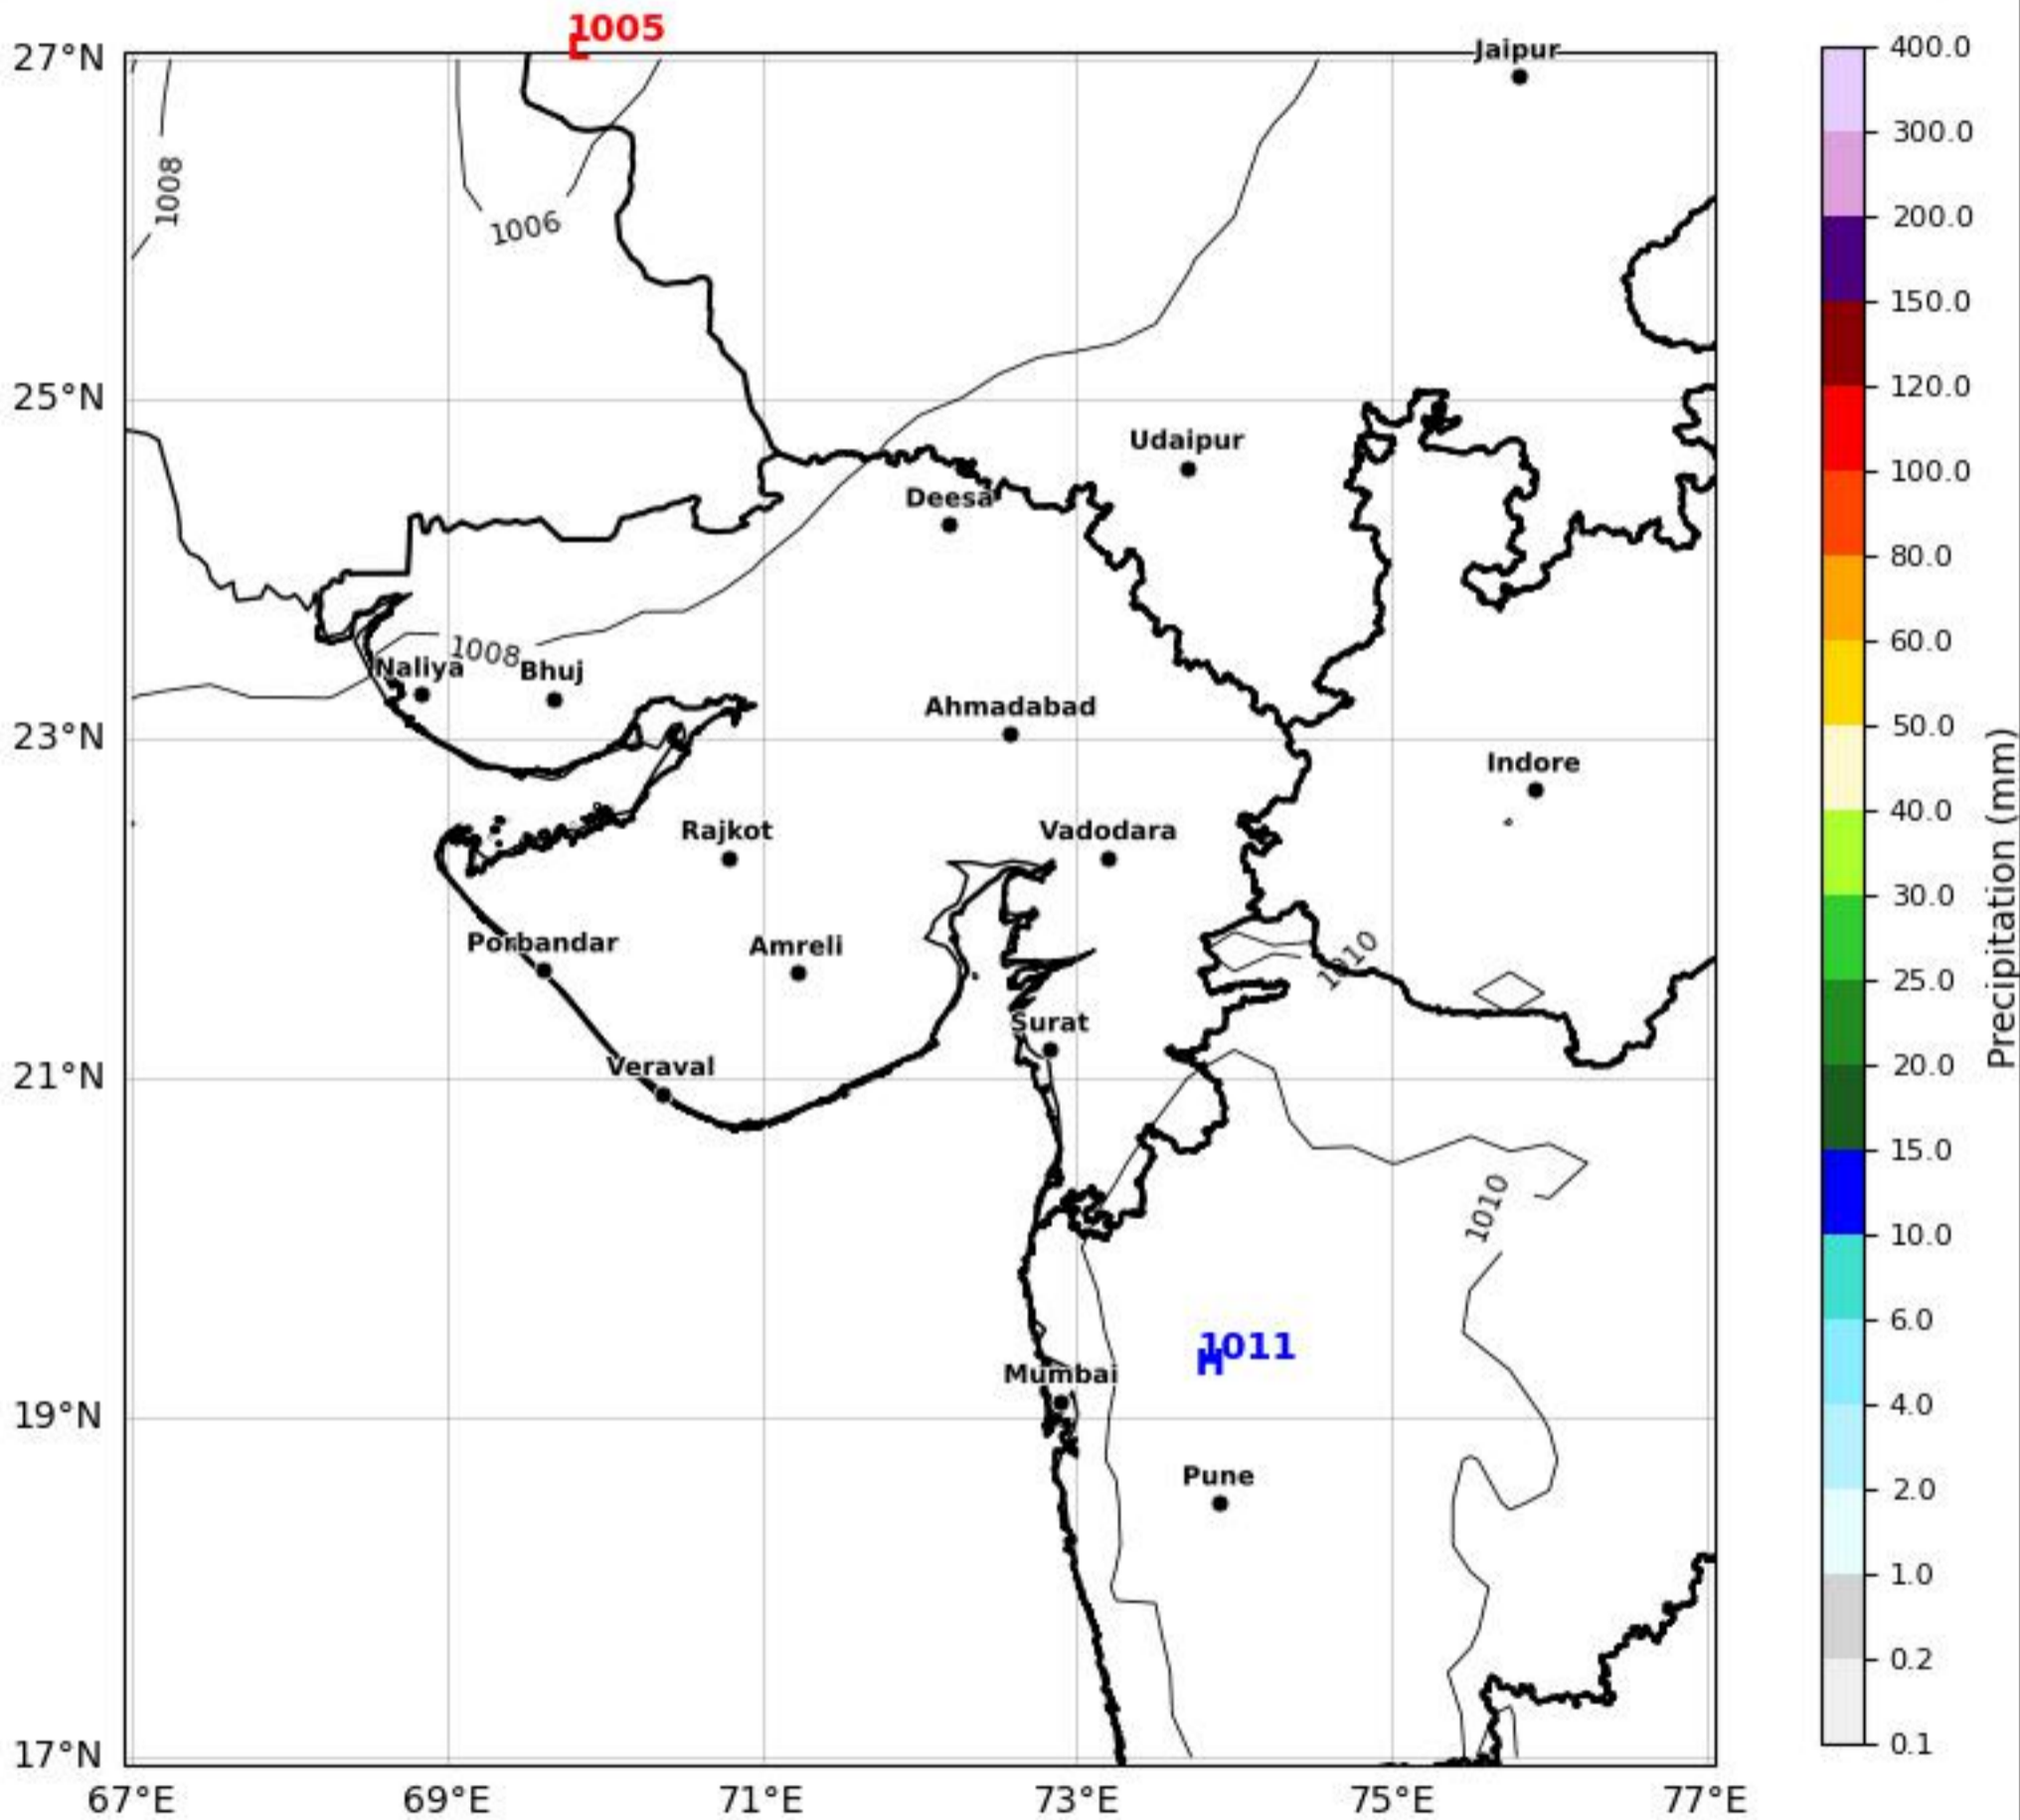 1005
L
27°N
Jaipur
400.0
300.0
1008
1006
200.0
150.0
25°N
120.0
Udaipur
100.0
Deesa
80.0
1008
60.0
Naliya
Bhuj
Ahmadabad
50.0
23°N
Indore
40.0
Rajkot
Vadodara
30.0
Porbandar
Amreli
1010
25.0
Surat
Precipitation (mm)
21°N
Veraval
20.0
15.0
1010
10.0
6.0
1011
H
Mumbai
19°N
4.0
Pune
2.0
1.0
0.2
17°N
0.1
67°E
69°E
71°E
73°E
75°E
77°E